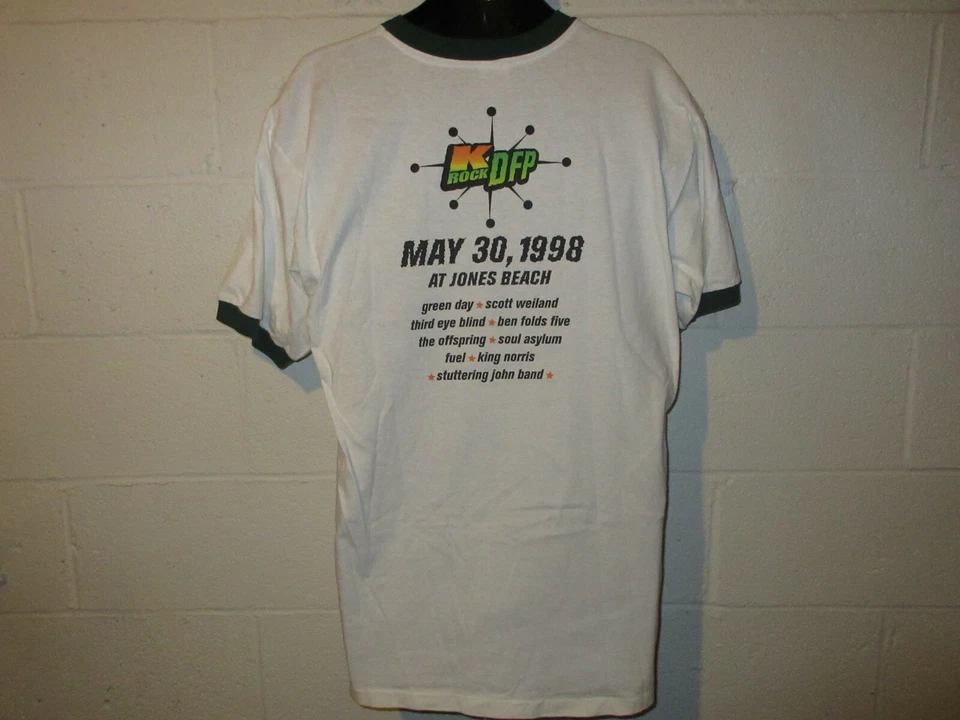 K
ROCK DFP
MAY 30, 1998
AT JONES BEACH
green day ★ scott weiland
third eye blind ★ ben folds five
the offspring ★ soul asylum
fuel ★ king norris
★ stuttering john band ★